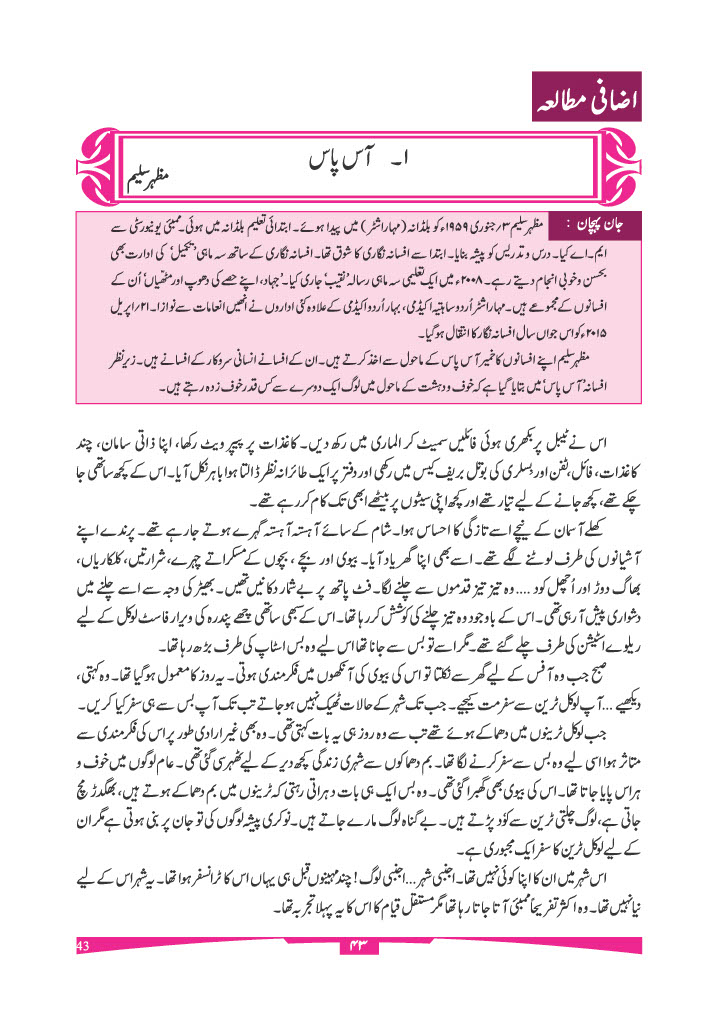 اضافی مطالعہ
۱۔ آس پاس
مظہر سلیم
جان پہچان : مظہر سلیم ۳؍جنوری ۱۹۵۹ء کو بلڈانہ (مہاراشٹر) میں پیدا ہوئے۔ ابتدائی تعلیم بلڈانہ میں ہوئی۔ ممبئی یونیورسٹی سے
ایم۔اے کیا۔ درس و تدریس کو پیشہ بنایا۔ ابتدا سے افسانہ نگاری کا شوق تھا۔ افسانہ نگاری کے ساتھ سہ ماہی ’تکمیل‘ کی ادارت بھی
بحسن و خوبی انجام دیتے رہے۔ ۲۰۰۸ء میں ایک تعلیمی سہ ماہی رسالہ ’نقیب‘ جاری کیا۔ ’جہاد، اپنے حصے کی دھوپ اور مٹھیاں‘ اُن کے
افسانوں کے مجموعے ہیں۔ مہاراشٹر اُردو ساہتیہ اکیڈمی، بہار اُردو اکیڈمی کے علاوہ کئی اداروں نے انھیں انعامات سے نوازا۔ ۲۱؍اپریل
۲۰۱۵ء کو اس جواں سال افسانہ نگار کا انتقال ہوگیا۔
مظہر سلیم اپنے افسانوں کا خمیر آس پاس کے ماحول سے اخذ کرتے ہیں۔ ان کے افسانے انسانی سروکار کے افسانے ہیں۔ زیرِ نظر
افسانہ ’آس پاس‘ میں بتایا گیا ہے کہ خوف و دہشت کے ماحول میں لوگ ایک دوسرے سے کس قدر خوف زدہ رہتے ہیں۔
اس نے ٹیبل پر بکھری ہوئی فائلیں سمیٹ کر الماری میں رکھ دیں۔ کاغذات پر پیپر ویٹ رکھا، اپنا ذاتی سامان، چند
کاغذات، فائل، ٹفن اور بسلری کی بوتل بریف کیس میں رکھی اور دفتر پر ایک طائرانہ نظر ڈالتا ہوا باہر نکل آیا۔ اس کے کچھ ساتھی جا
چکے تھے، کچھ جانے کے لیے تیار تھے اور کچھ اپنی سیٹوں پر بیٹھے ابھی تک کام کر رہے تھے۔
کھلے آسمان کے نیچے اسے تازگی کا احساس ہوا۔ شام کے سائے آہستہ آہستہ گہرے ہوتے جارہے تھے۔ پرندے اپنے
آشیانوں کی طرف لوٹنے لگے تھے۔ اسے بھی اپنا گھر یاد آیا۔ بیوی اور بچے، بچوں کے مسکراتے چہرے، شرارتیں، کلکاریاں،
بھاگ دوڑ اور اُچھل کود .... وہ تیز تیز قدموں سے چلنے لگا۔ فٹ پاتھ پر بے شمار دکانیں تھیں۔ بھیڑ کی وجہ سے اسے چلنے میں
دشواری پیش آرہی تھی۔ اس کے باوجود وہ تیز چلنے کی کوشش کر رہا تھا۔ اس کے سبھی ساتھی چھے پندرہ کی ویرار فاسٹ لوکل کے لیے
ریلوے اسٹیشن کی طرف چلے گئے تھے۔ مگر اسے تو بس سے جانا تھا اس لیے وہ بس اسٹاپ کی طرف بڑھ رہا تھا۔
صبح جب وہ آفس کے لیے گھر سے نکلتا تو اس کی بیوی کی آنکھوں میں فکرمندی ہوتی۔ یہ روز کا معمول ہوگیا تھا۔ وہ کہتی،
دیکھیے ... آپ لوکل ٹرین سے سفر مت کیجیے۔ جب تک شہر کے حالات ٹھیک نہیں ہوجاتے تب تک آپ بس سے ہی سفر کیا کریں۔
جب لوکل ٹرینوں میں دھماکے ہوئے تھے تب سے وہ روز ہی یہ بات کہتی تھی۔ وہ بھی غیر ارادی طور پر اس کی فکرمندی سے
متاثر ہوا اسی لیے وہ بس سے سفر کرنے لگا تھا۔ بم دھماکوں سے شہری زندگی کچھ دیر کے لیے ٹھہر سی گئی تھی۔ عام لوگوں میں خوف و
ہراس پایا جاتا تھا۔ اس کی بیوی بھی گھبرا گئی تھی۔ وہ بس ایک ہی بات دہراتی رہتی کہ ٹرینوں میں بم دھماکے ہوتے ہیں، بھگدڑ مچ
جاتی ہے، لوگ چلتی ٹرین سے کود پڑتے ہیں۔ بے گناہ لوگ مارے جاتے ہیں۔ نوکری پیشہ لوگوں کی تو جان پر بنی ہوتی ہے مگر ان
کے لیے لوکل ٹرین کا سفر ایک مجبوری ہے۔
اس شہر میں ان کا اپنا کوئی نہیں تھا۔ اجنبی شہر ... اجنبی لوگ! چند مہینوں قبل ہی یہاں اس کا ٹرانسفر ہوا تھا۔ یہ شہر اس کے لیے
نیا نہیں تھا۔ وہ اکثر تفریحاً ممبئی آتا جاتا رہا تھا مگر مستقل قیام کا اس کا یہ پہلا تجربہ تھا۔
43
۴۳